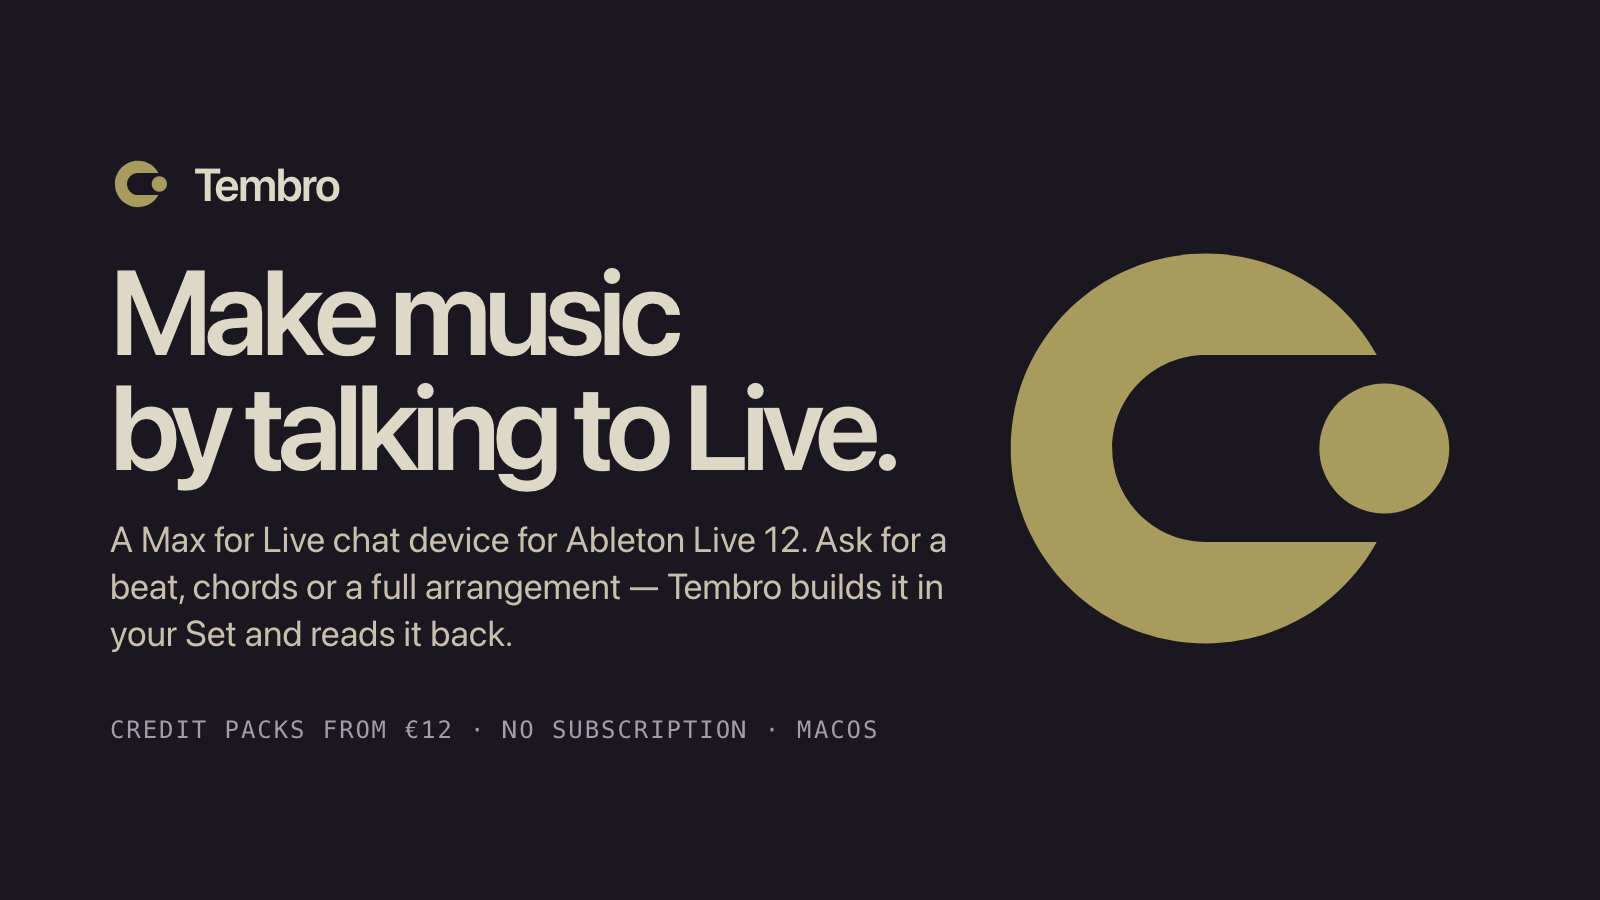 Tembro
Make music
by talking to Live.
A Max for Live chat device for Ableton Live 12. Ask for a
beat, chords or a full arrangement — Tembro builds it in
your Set and reads it back.
CREDIT PACKS FROM €12 · NO SUBSCRIPTION · MACOS